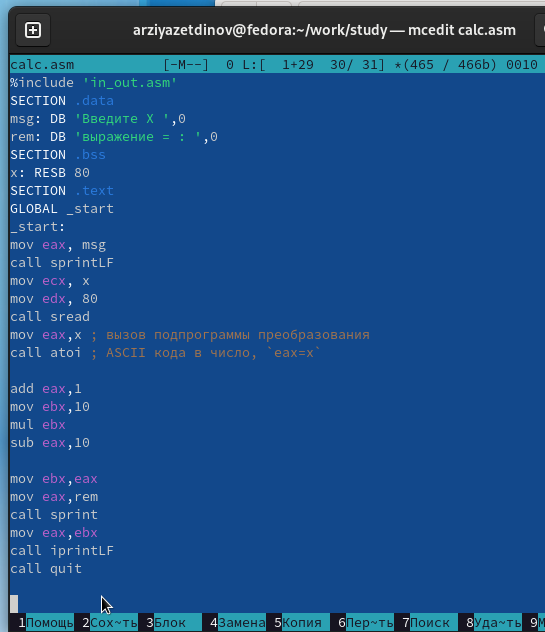 arziyazetdinov@fedora:~/work/study — mcedit calc.asm
calc.asm [-M--] 0 L:[ 1+29 30/ 31] *(465 / 466b) 0010
%include 'in_out.asm'
SECTION .data
msg: DB 'Введите X ',0
rem: DB 'выражение = : ',0
SECTION .bss
x: RESB 80
SECTION .text
GLOBAL _start
_start:
mov eax, msg
call sprintLF
mov ecx, x
mov edx, 80
call sread
mov eax,x ; вызов подпрограммы преобразования
call atoi ; ASCII кода в число, `eax=x`
add eax,1
mov ebx,10
mul ebx
sub eax,10
mov ebx,eax
mov eax,rem
call sprint
mov eax,ebx
call iprintLF
call quit
1Помощь 2Сох~ть 3Блок 4Замена 5Копия 6Пер~ть 7Поиск 8Уда~ть 9М